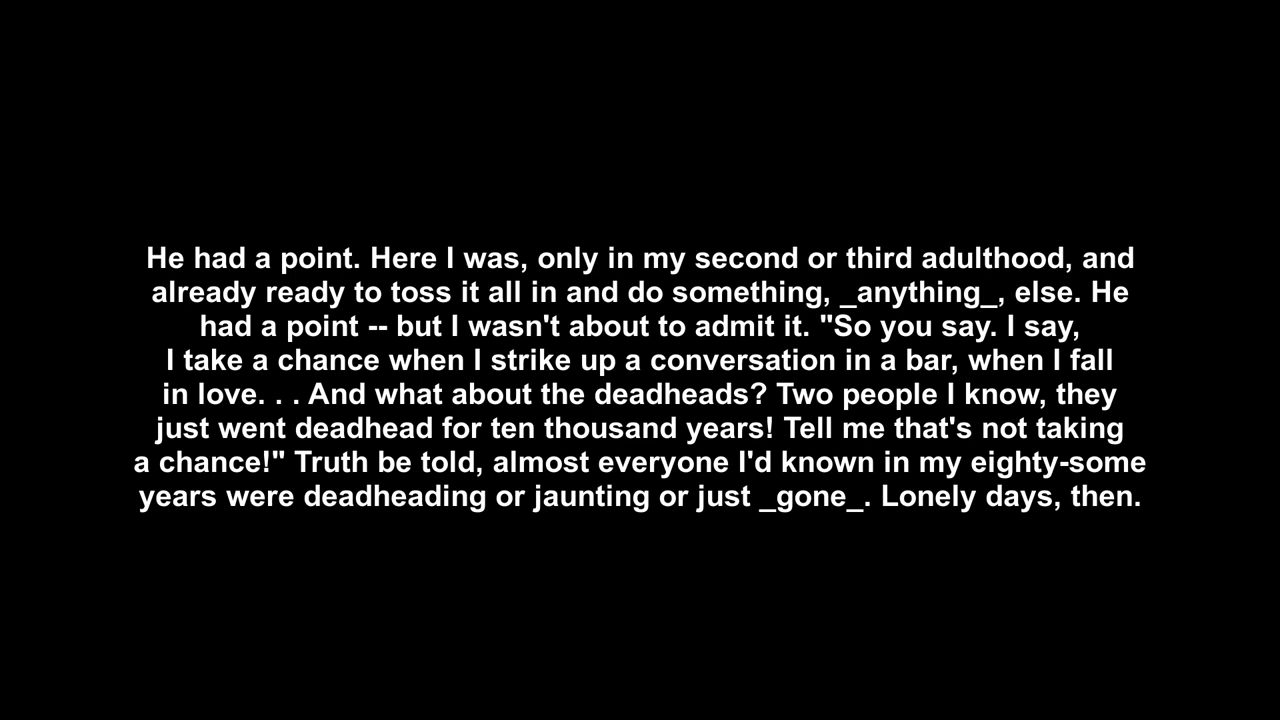 He had a point. Here I was, only in my second or third adulthood, and
already ready to toss it all in and do something, _anything_, else. He
had a point -- but I wasn't about to admit it. "So you say. I say,
I take a chance when I strike up a conversation in a bar, when I fall
in love. . . And what about the deadheads? Two people I know, they
just went deadhead for ten thousand years! Tell me that's not taking
a chance!" Truth be told, almost everyone I'd known in my eighty-some
years were deadheading or jaunting or just _gone_. Lonely days, then.